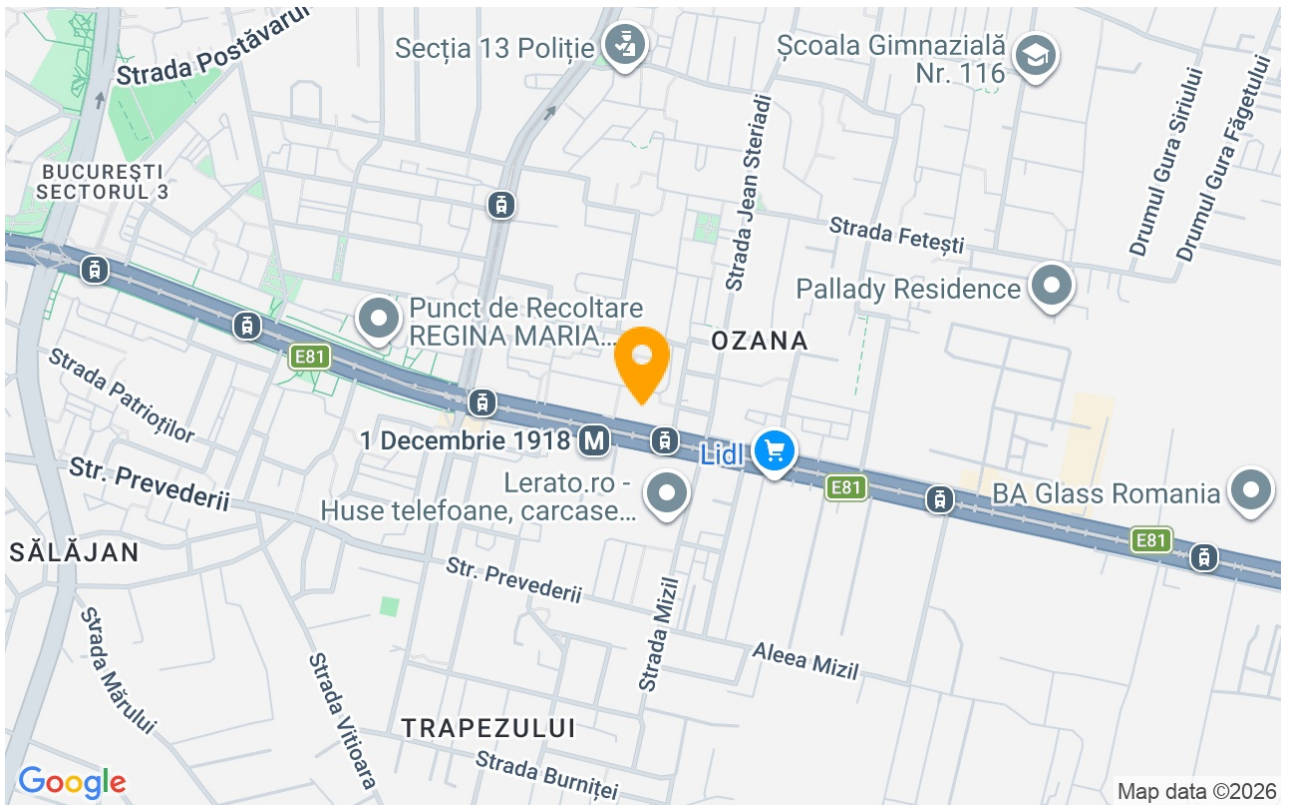 Strada Postăvarul
Secția 13 Poliție
Școala Gimnazială
Nr. 116
Drumul Gura Siriului
Drumul Gura Făgetului
Strada Jean Steriadi
BUCUREȘTI
SECTORUL 3
Strada Fetești
Pallady Residence
Punct de Recoltare
REGINA MARIA...
OZANA
E81
Strada Patrioților
1 Decembrie 1918 M
Lidl
Str. Prevederii
Lerato.ro -
Huse telefoane, carcase...
E81
BA Glass Romania
E81
SĂLĂJAN
Str. Prevederii
Strada Mizil
Strada Mărului
Strada Vitioara
Aleea Mizil
TRAPEZULUI
Strada Burniței
Google
Map data ©2026